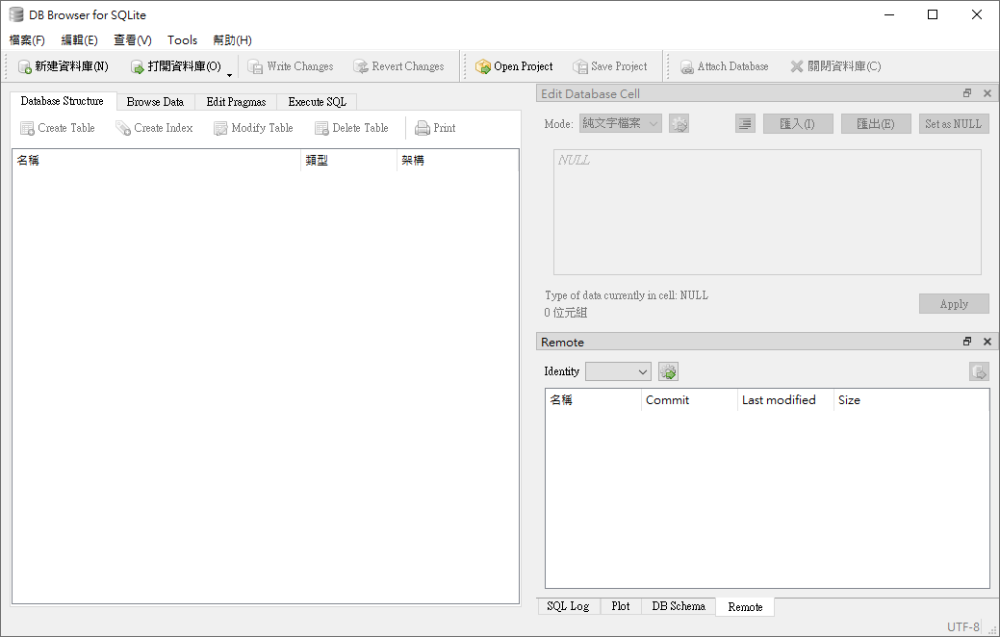 DB Browser for SQLite
檔案(F) 編輯(E) 查看(V) Tools 幫助(H)
新建資料庫(N) 打開資料庫(O) Write Changes Revert Changes Open Project Save Project Attach Database 關閉資料庫(C)
Database Structure Browse Data Edit Pragmas Execute SQL
Create Table Create Index Modify Table Delete Table Print
名稱 類型 架構
Edit Database Cell
Mode: 純文字檔案 匯入(I) 匯出(E) Set as NULL
NULL
Type of data currently in cell: NULL
0 位元組
Apply
Remote
Identity
名稱 Commit Last modified Size
SQL Log Plot DB Schema Remote
UTF-8